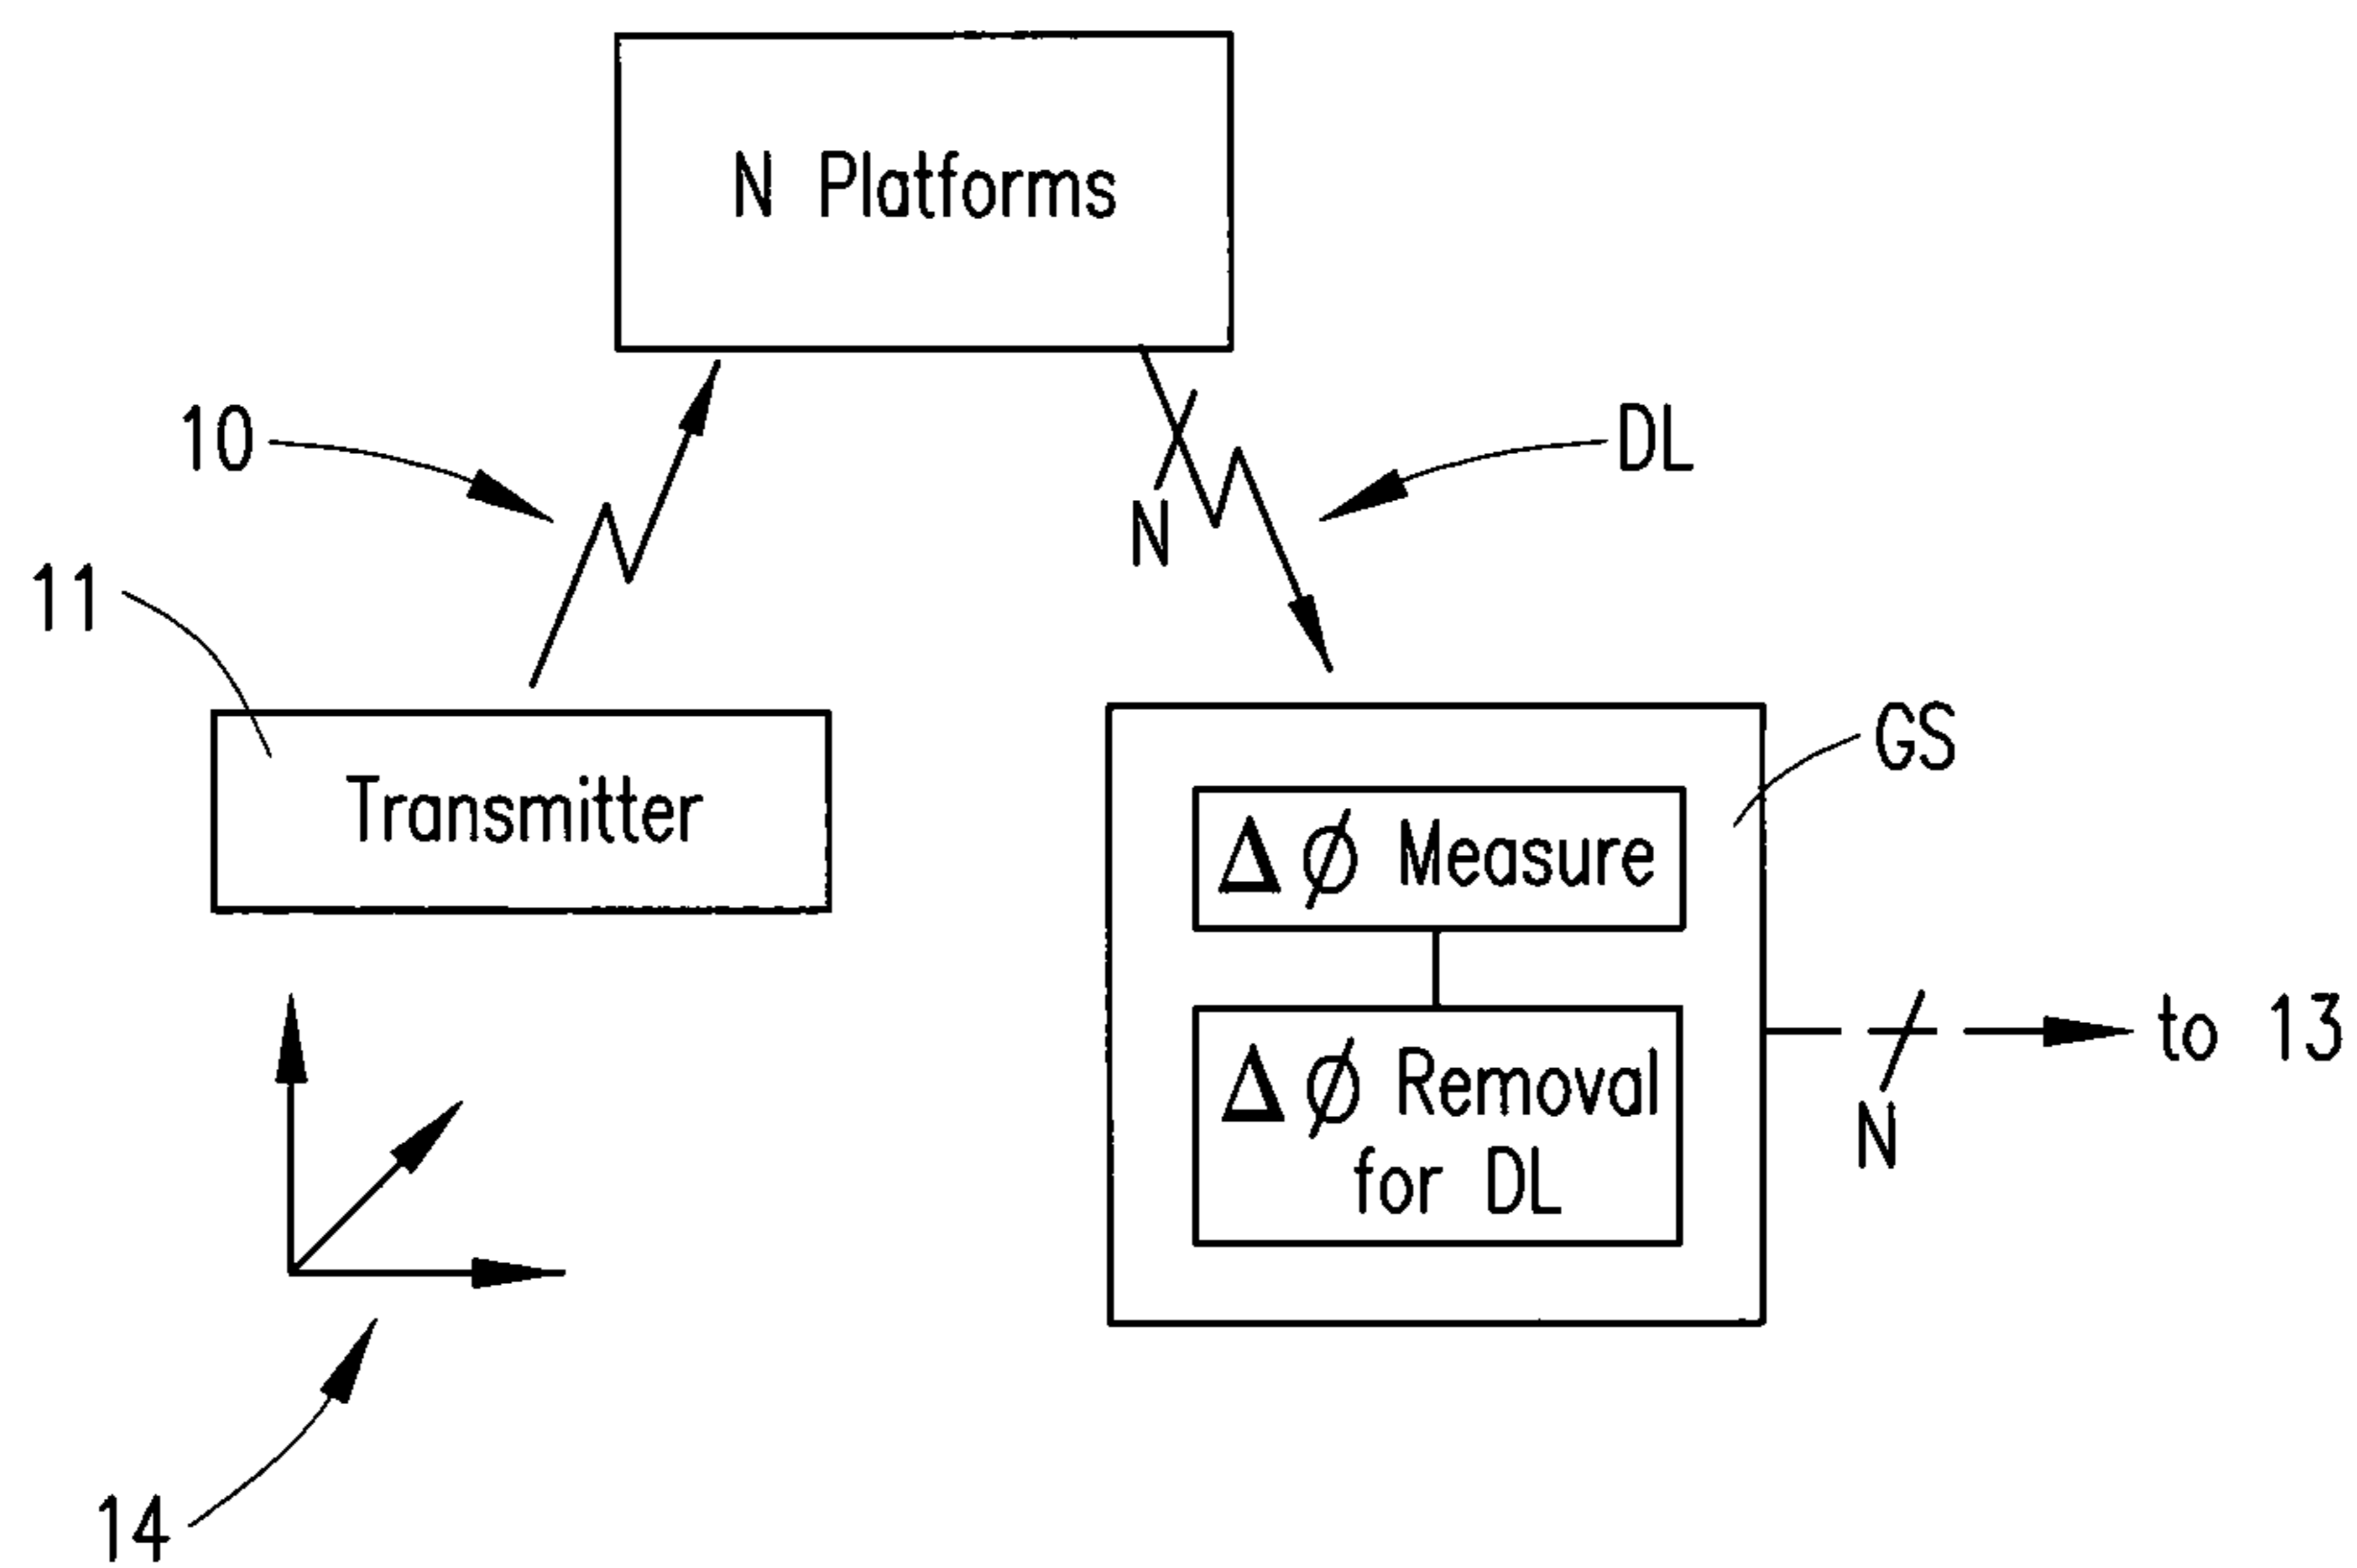 N Platforms
10
DL
N
11
Transmitter
GS
Δ ϕ Measure
Δ ϕ Removal
for DL
to 13
N
14